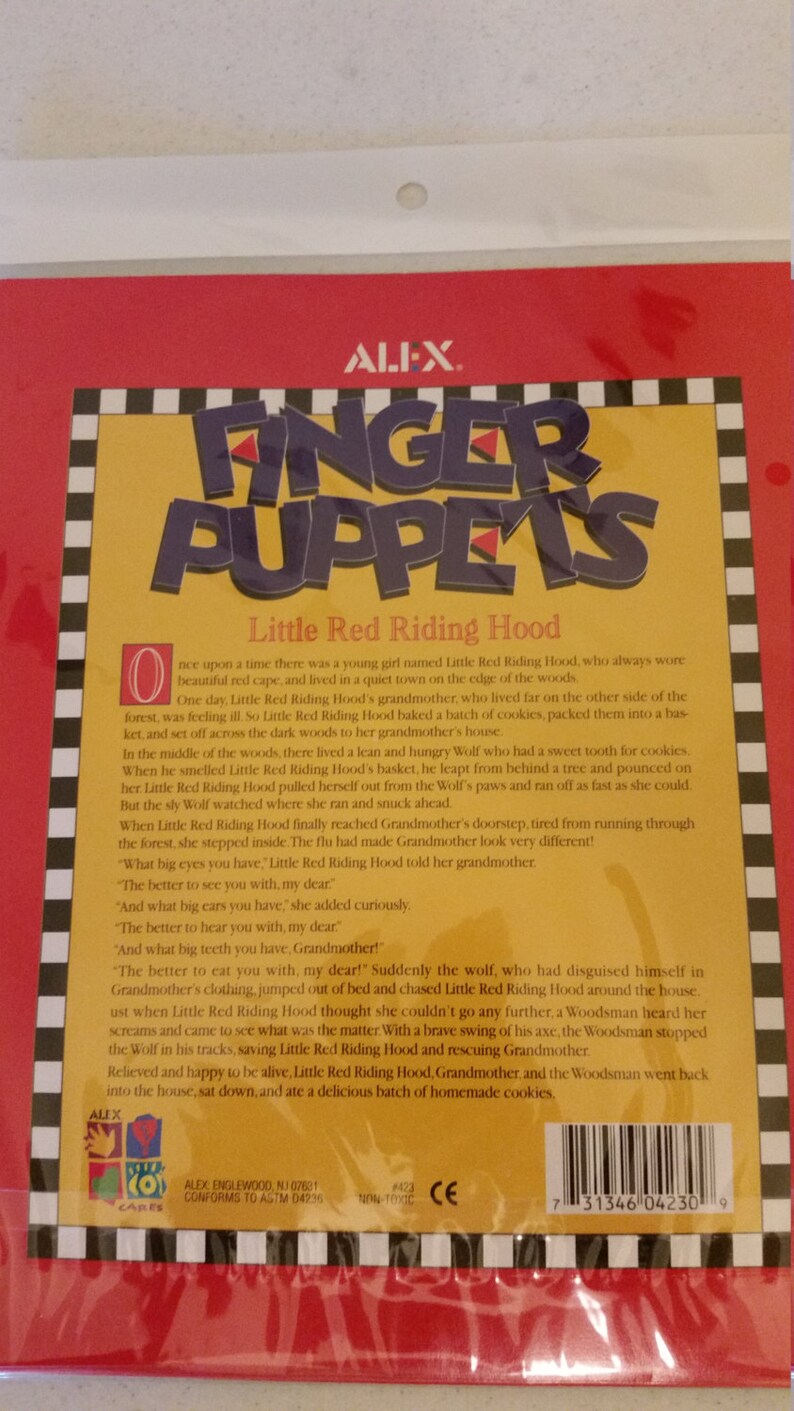 ALEX®
FINGER
PUPPETS
Little Red Riding Hood
Once upon a time there was a young girl named Little Red Riding Hood, who always wore
beautiful red cape, and lived in a quiet town on the edge of the woods.
One day, Little Red Riding Hood's grandmother, who lived far on the other side of the
forest, was feeling ill. So Little Red Riding Hood baked a batch of cookies, packed them into a bas-
ket, and set off across the dark woods to her grandmother's house.
In the middle of the woods, there lived a lean and hungry Wolf who had a sweet tooth for cookies.
When he smelled Little Red Riding Hood's basket, he leapt from behind a tree and pounced on
her. Little Red Riding Hood pulled herself out from the Wolf's paws and ran off as fast as she could.
But the sly Wolf watched where she ran and snuck ahead.
When Little Red Riding Hood finally reached Grandmother's doorstep, tired from running through
the forest, she stepped inside. The flu had made Grandmother look very different!
"What big eyes you have," Little Red Riding Hood told her grandmother.
"The better to see you with, my dear."
"And what big ears you have," she added curiously.
"The better to hear you with, my dear."
"And what big teeth you have, Grandmother!"
"The better to eat you with, my dear!" Suddenly the wolf, who had disguised himself in
Grandmother's clothing, jumped out of bed and chased Little Red Riding Hood around the house.
ust when Little Red Riding Hood thought she couldn't go any further, a Woodsman heard her
screams and came to see what was the matter. With a brave swing of his axe, the Woodsman stopped
the Wolf in his tracks, saving Little Red Riding Hood and rescuing Grandmother.
Relieved and happy to be alive, Little Red Riding Hood, Grandmother, and the Woodsman went back
into the house, sat down, and ate a delicious batch of homemade cookies.
ALEX
CARES
ALEX: ENGLEWOOD, NJ 07631
CONFORMS TO ASTM D4236
#423
NON-TOXIC
CE
7 31346 04230 9